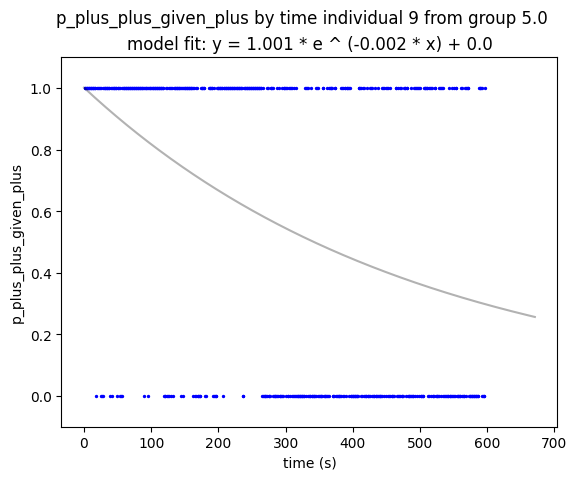 p_plus_plus_given_plus by time individual 9 from group 5.0
model fit: y = 1.001 * e ^ (-0.002 * x) + 0.0
p_plus_plus_given_plus
1.0
0.8
0.6
0.4
0.2
0.0
0 100 200 300 400 500 600 700
time (s)